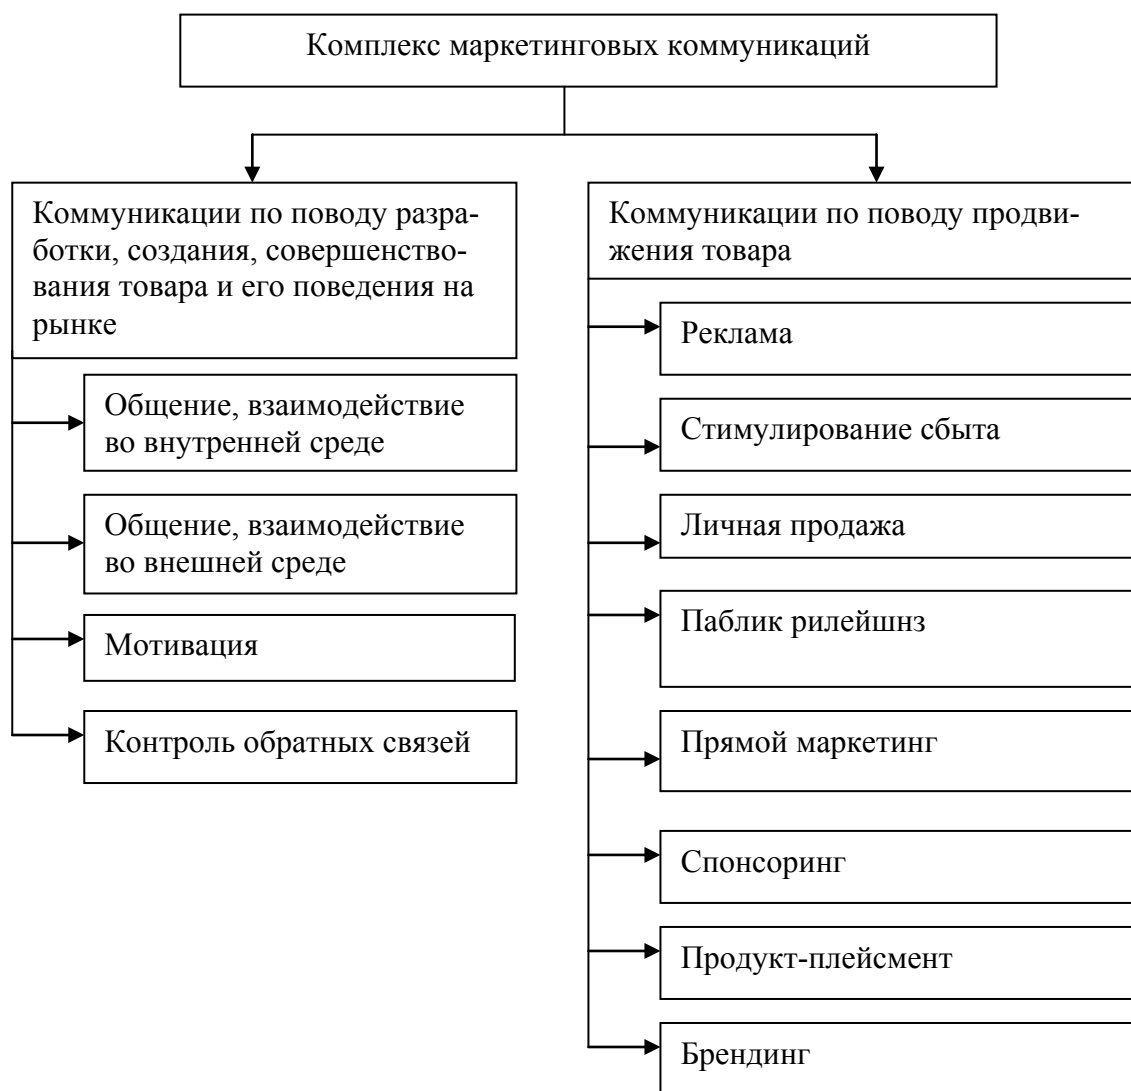 Комплекс маркетинговых коммуникаций
Коммуникации по поводу разра-
ботки, создания, совершенство-
вания товара и его поведения на
рынке
Общение, взаимодействие
во внутренней среде
Общение, взаимодействие
во внешней среде
Мотивация
Контроль обратных связей
Коммуникации по поводу продви-
жения товара
Реклама
Стимулирование сбыта
Личная продажа
Паблик рилейшнз
Прямой маркетинг
Спонсоринг
Продукт-плейсмент
Брендинг